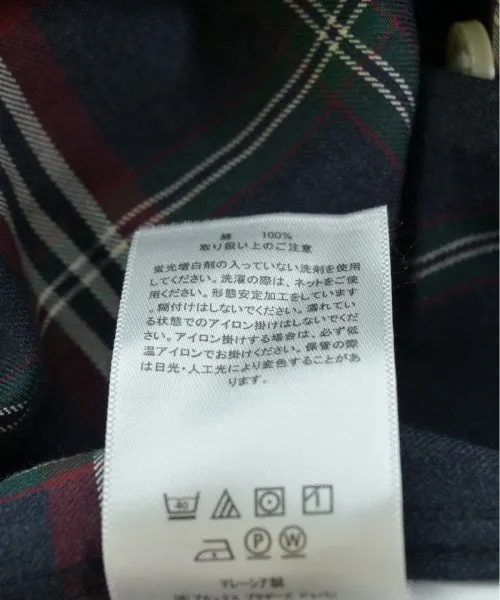 綿 100%
取り扱い上のご注意
蛍光増白剤の入っていない洗剤を使用
してください。洗濯の際は、ネットをご使
用ください。形態安定加工をしています
。糊付けはしないでください。濡れてい
る状態でのアイロン掛けはしないでくだ
さい。アイロン掛けする場合は、必ず低
温アイロンでお掛けください。保管の際
は日光・人工光により変色することがあ
ります。
40
P W
マレーシア製